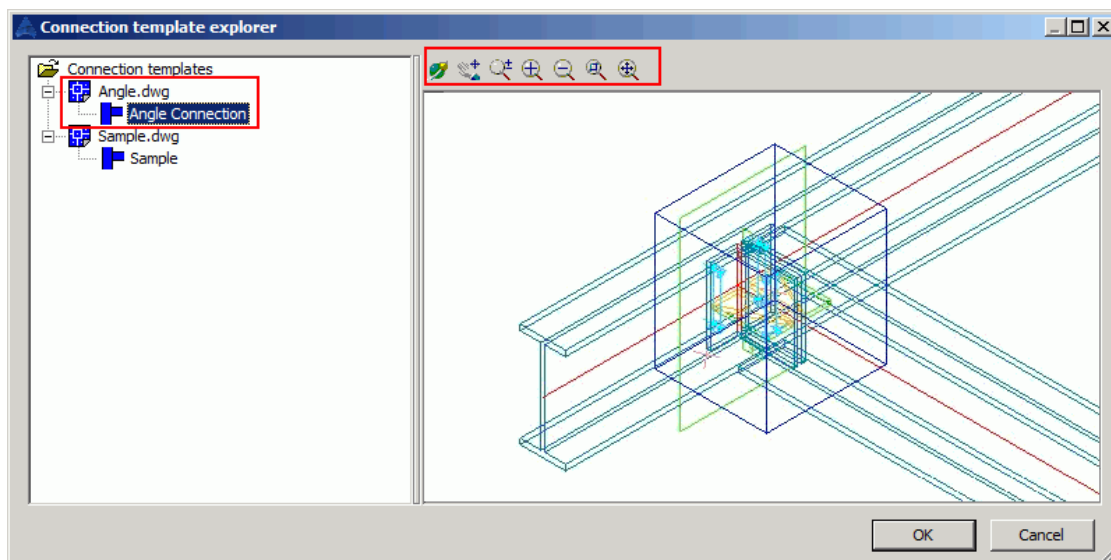 Connection template explorer
Connection templates
Angle.dwg
Angle Connection
Sample.dwg
Sample
OK
Cancel